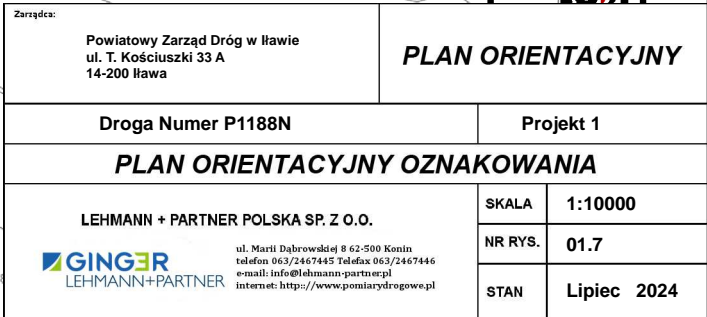 Zarządca:
Powiatowy Zarząd Dróg w Iławie
ul. T. Kościuszki 33 A
14-200 Iława
PLAN ORIENTACYJNY
Droga Numer P1188N
Projekt 1
PLAN ORIENTACYJNY OZNAKOWANIA
LEHMANN + PARTNER POLSKA SP. Z O.O.
GINGER
LEHMANN+PARTNER
ul. Marii Dąbrowskiej 8 62-500 Konin
telefon 063/2467445 Telefax 063/2467446
e-mail: info@lehmann-partner.pl
internet: http:://www.pomiarydrogowe.pl
SKALA 1:10000
NR RYS. 01.7
STAN Lipiec 2024